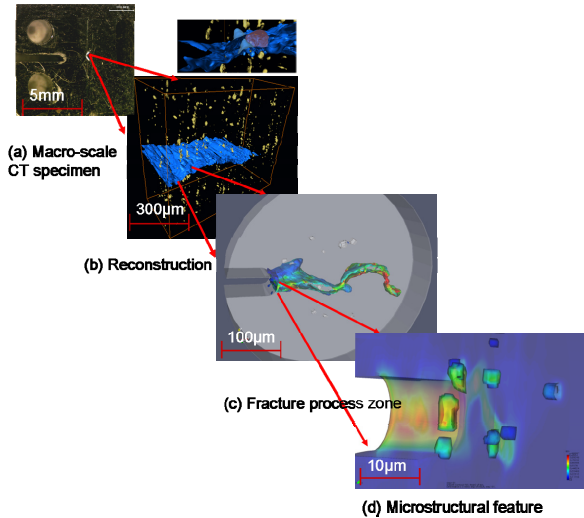 5mm
(a) Macro-scale
CT specimen
300µm
(b) Reconstruction
100µm
(c) Fracture process zone
10µm
(d) Microstructural feature